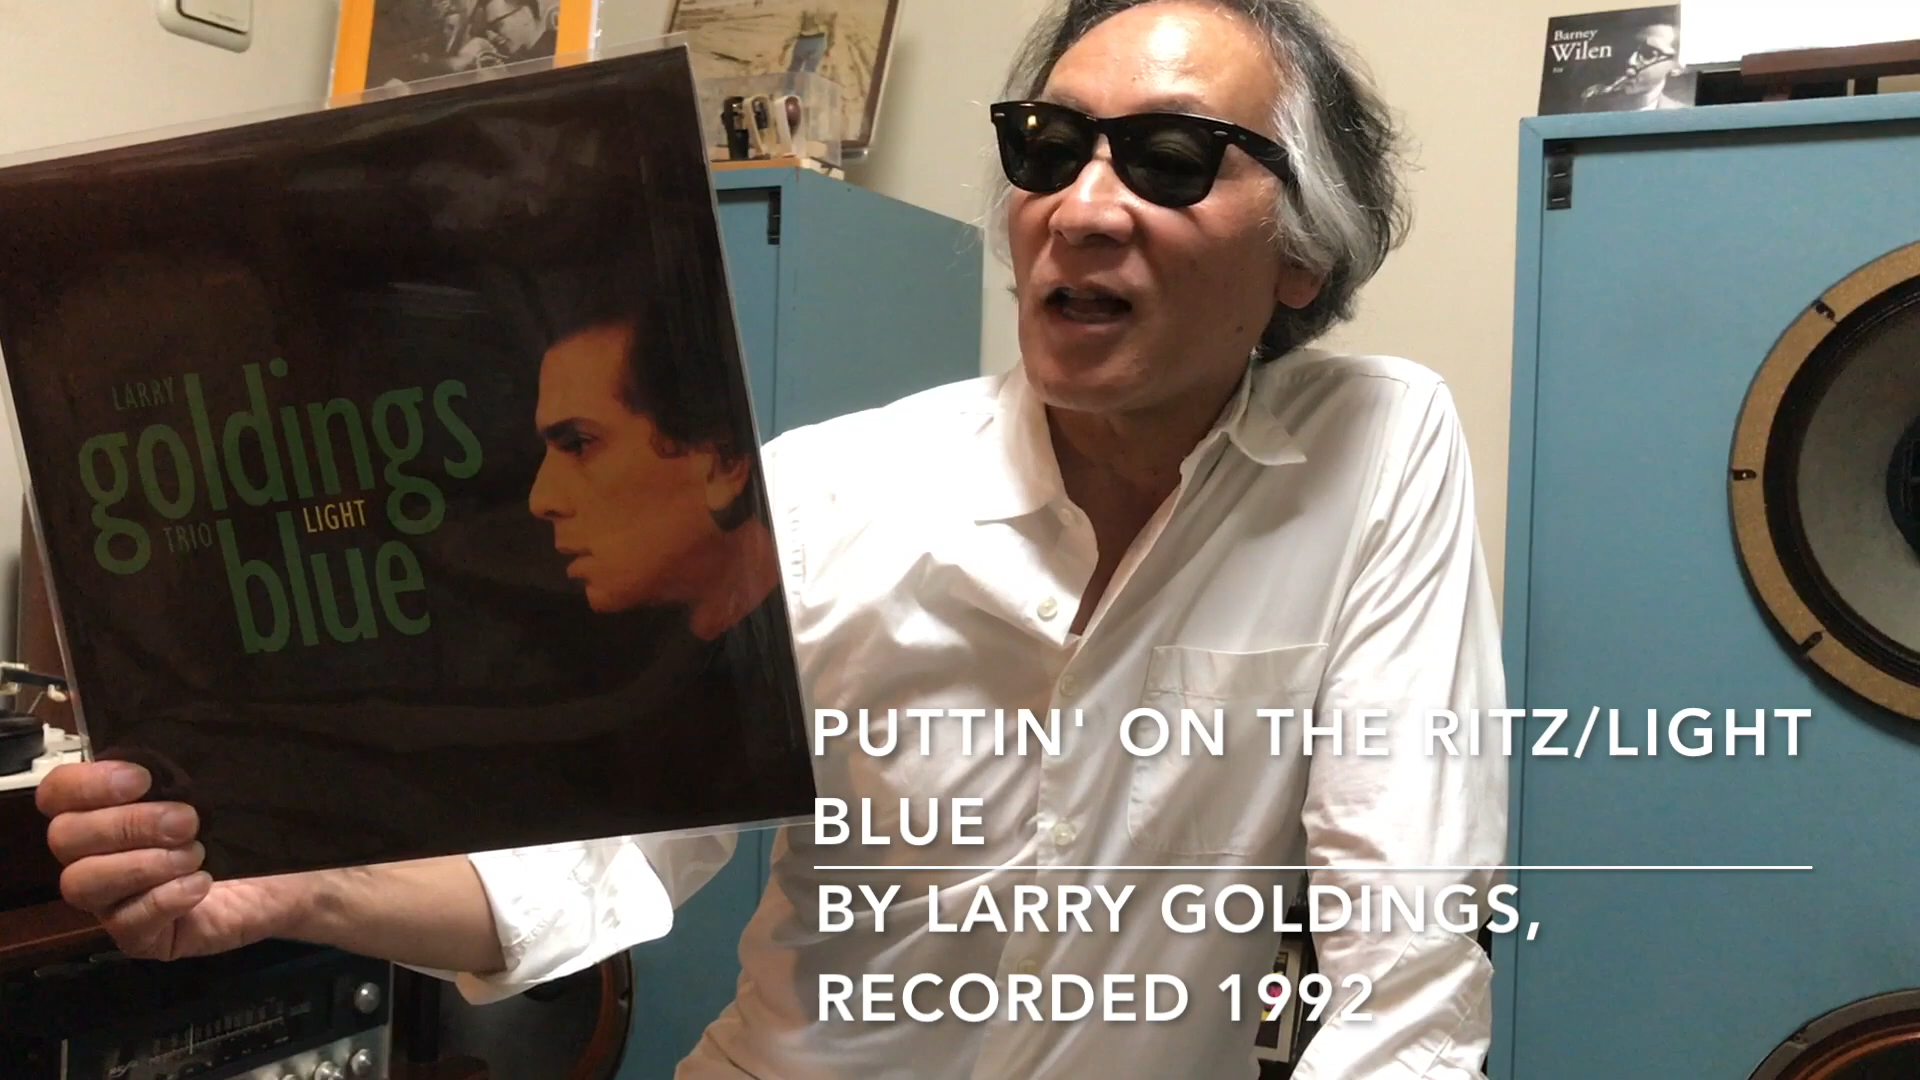 Barney
Wilen
LARRY
goldings
TRIO
LIGHT
blue
PUTTIN' ON THE RITZ/LIGHT
BLUE
BY LARRY GOLDINGS,
RECORDED 1992